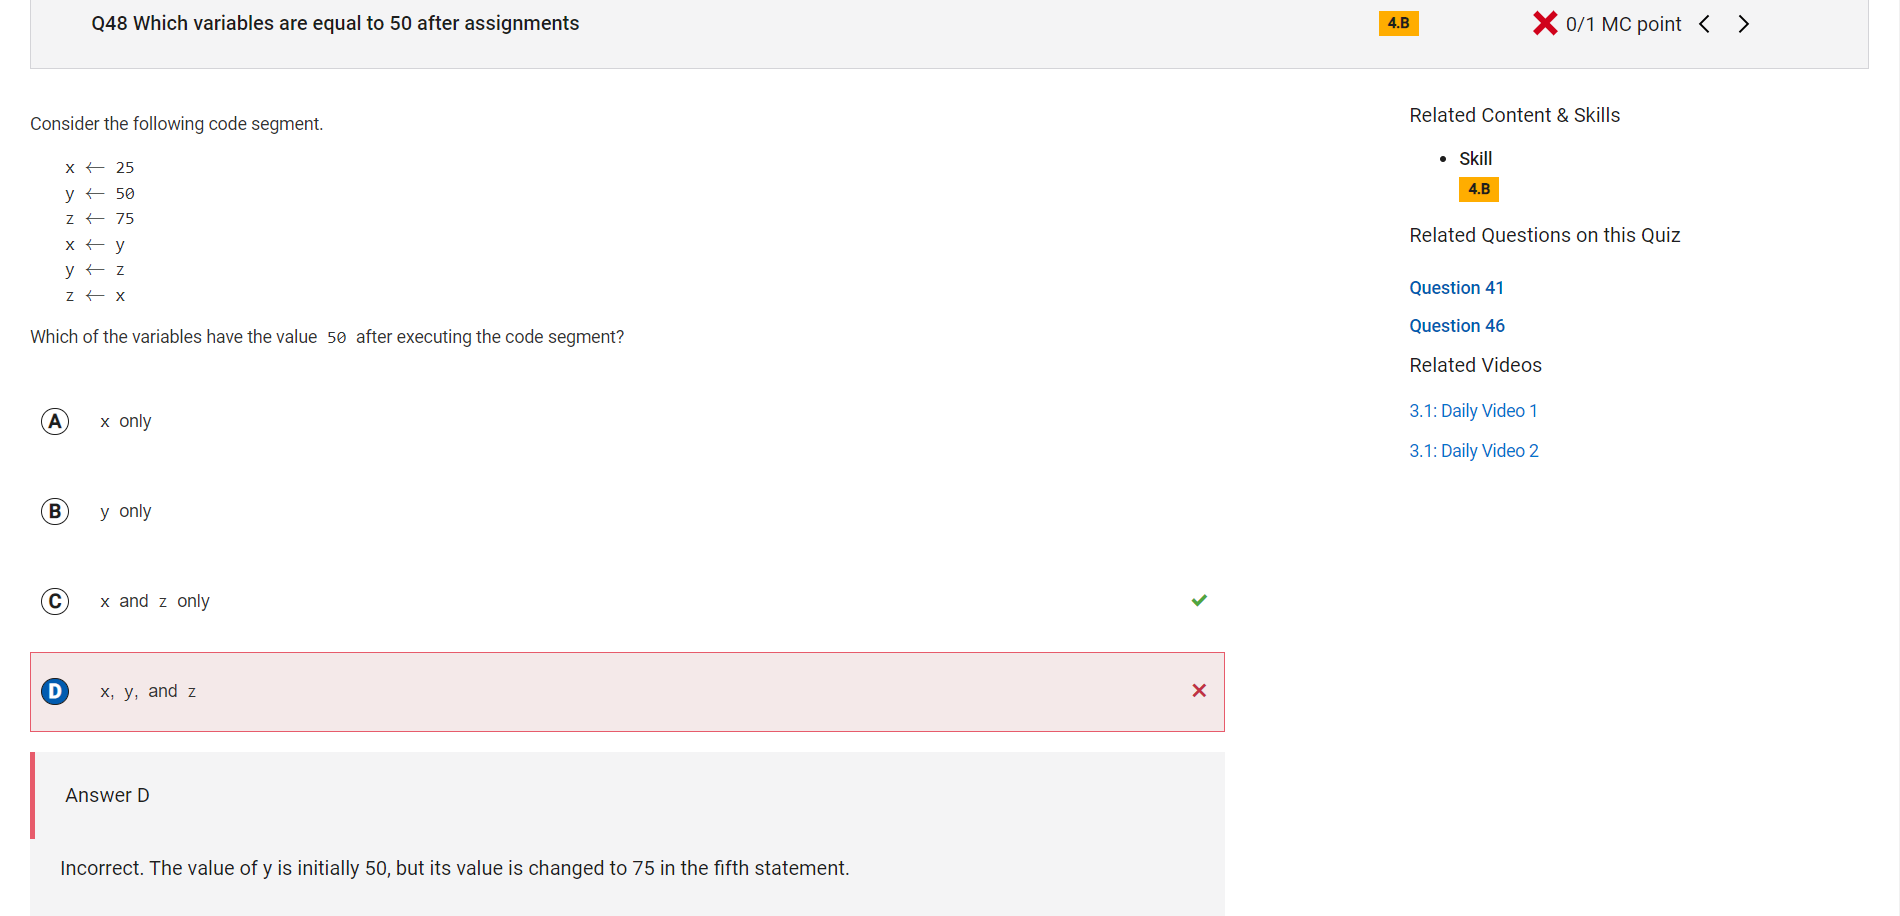 Q48 Which variables are equal to 50 after assignments
4.B
0/1 MC point
Consider the following code segment.
x ← 25
y ← 50
z ← 75
x ← y
y ← z
z ← x
Which of the variables have the value 50 after executing the code segment?
A x only
B y only
C x and z only
D x, y, and z
Answer D
Incorrect. The value of y is initially 50, but its value is changed to 75 in the fifth statement.
Related Content & Skills
• Skill
4.B
Related Questions on this Quiz
Question 41
Question 46
Related Videos
3.1: Daily Video 1
3.1: Daily Video 2